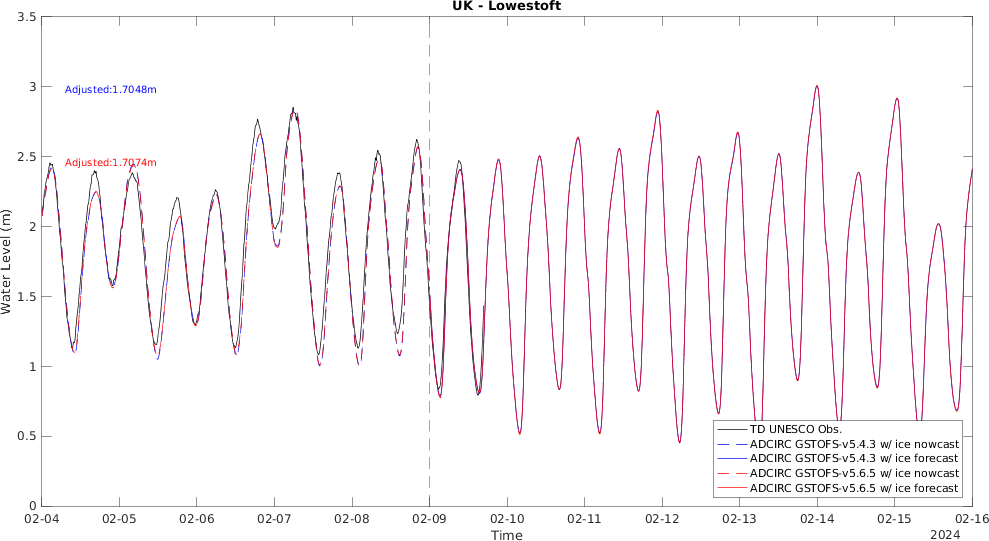 UK - Lowestoft
3.5
3
2.5
2
1.5
1
0.5
0
Water Level (m)
Adjusted:1.7048m
Adjusted:1.7074m
TD UNESCO Obs.
ADCIRC GSTOFS-v5.4.3 w/ ice nowcast
ADCIRC GSTOFS-v5.4.3 w/ ice forecast
ADCIRC GSTOFS-v5.6.5 w/ ice nowcast
ADCIRC GSTOFS-v5.6.5 w/ ice forecast
02-04 02-05 02-06 02-07 02-08 02-09 02-10 02-11 02-12 02-13 02-14 02-15 02-16
Time
2024